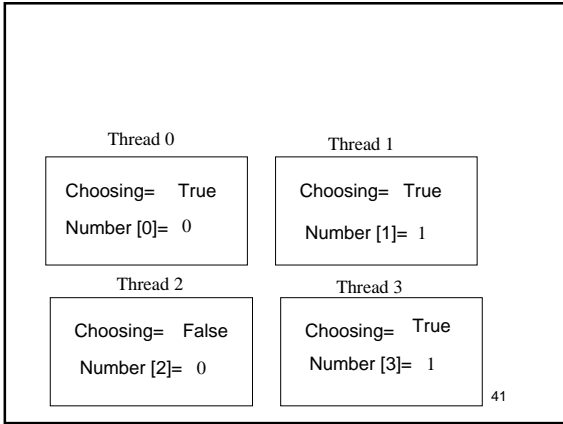 Thread 0
Choosing= True
Number [0]= 0
Thread 1
Choosing= True
Number [1]= 1
Thread 2
Choosing= False
Number [2]= 0
Thread 3
Choosing= True
Number [3]= 1
41